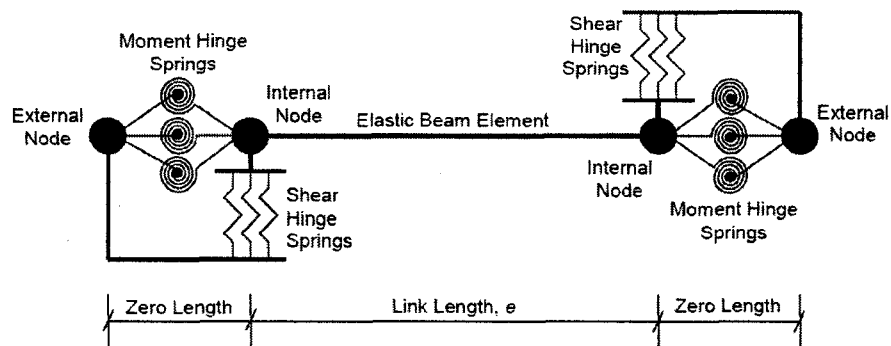 Moment Hinge
Springs
External
Node
Internal
Node
Elastic Beam Element
Shear
Hinge
Springs
Shear
Hinge
Springs
External
Node
Internal
Node
Moment Hinge
Springs
Zero Length
Link Length, e
Zero Length